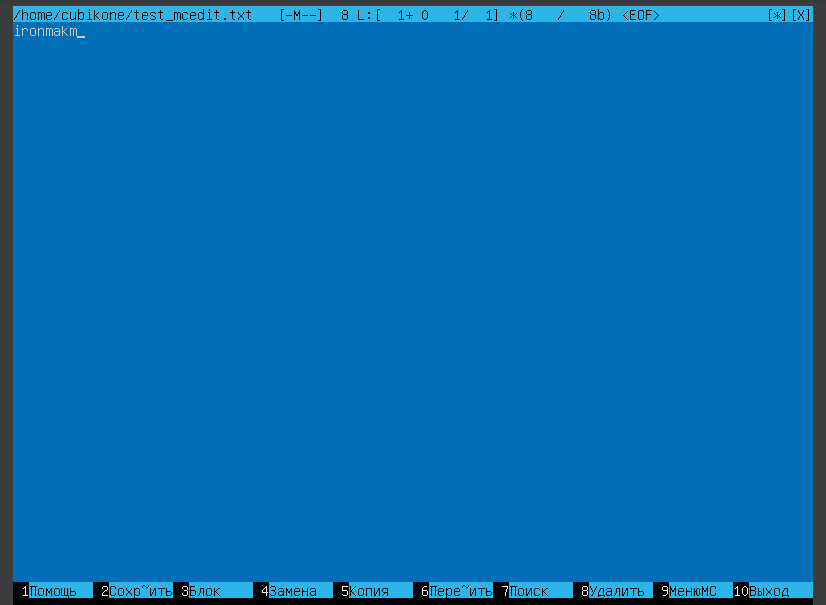 /home/cubikone/test_mcedit.txt [-M--] 8 L:[ 1+ 0 1/ 1] *(8 / 8b) <EOF> [*][X]
ironmakm_
1Помощь 2Сохр~ить 3Блок 4Замена 5Копия 6Пере~ить 7Поиск 8Удалить 9МенюMC 10Выход